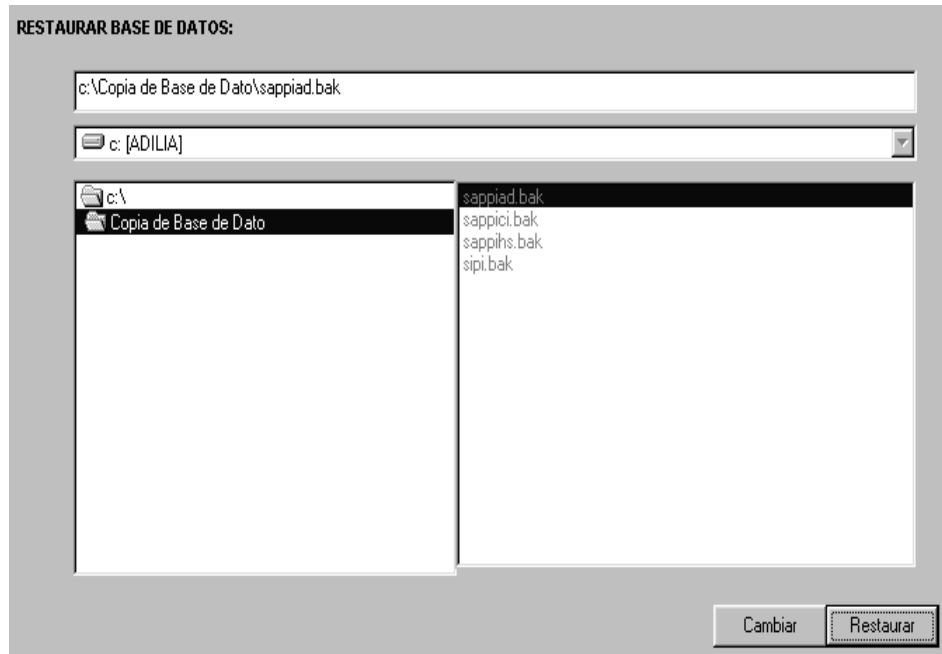 RESTAURAR BASE DE DATOS:
c:\Copia de Base de Dato\sappiad.bak
c: [ADILIA]
c:\
Copia de Base de Dato
sappiad.bak
sappici.bak
sappihs.bak
sipi.bak
Cambiar
Restaurar